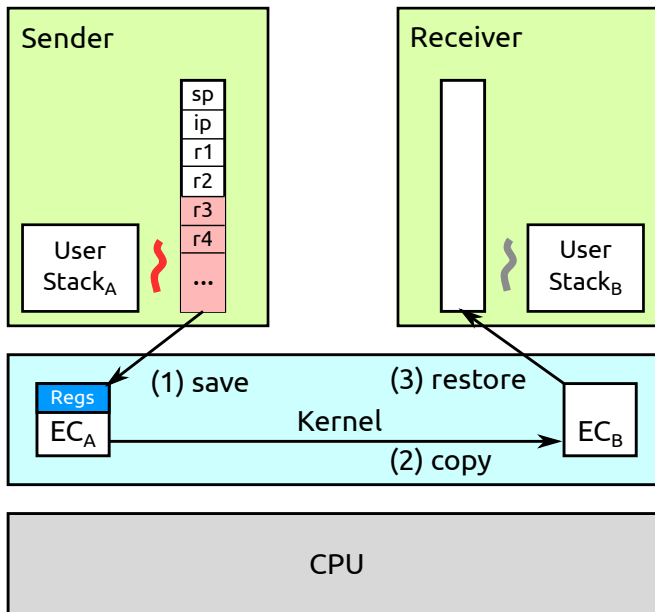 Sender
sp
ip
r1
r2
r3
r4
...
User
StackA
Receiver
User
StackB
(1) save
(3) restore
Regs
ECA
Kernel
(2) copy
ECB
CPU